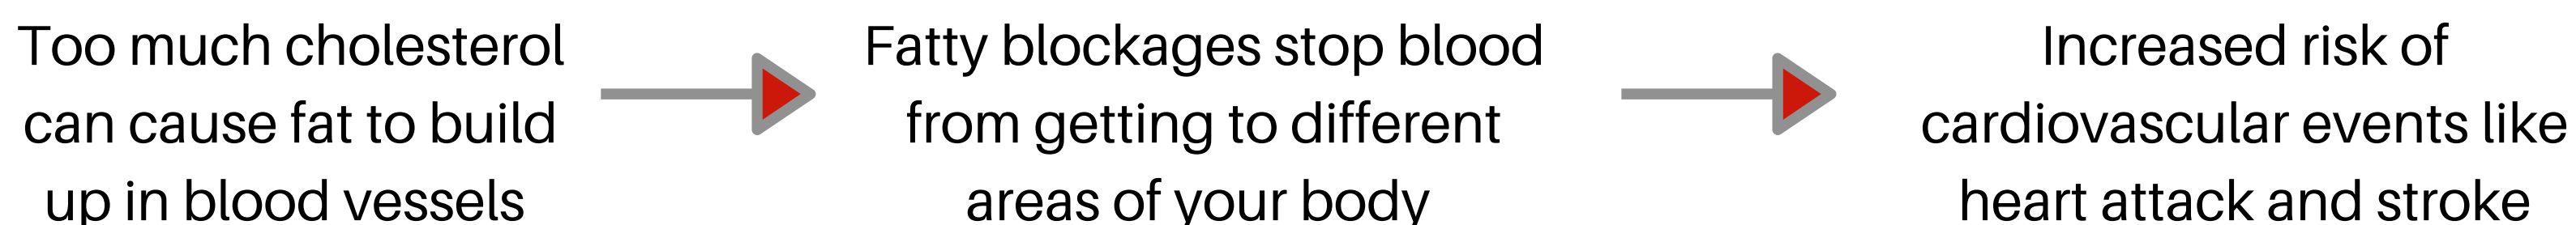 Too much cholesterol
can cause fat to build
up in blood vessels
Fatty blockages stop blood
from getting to different
areas of your body
Increased risk of
cardiovascular events like
heart attack and stroke